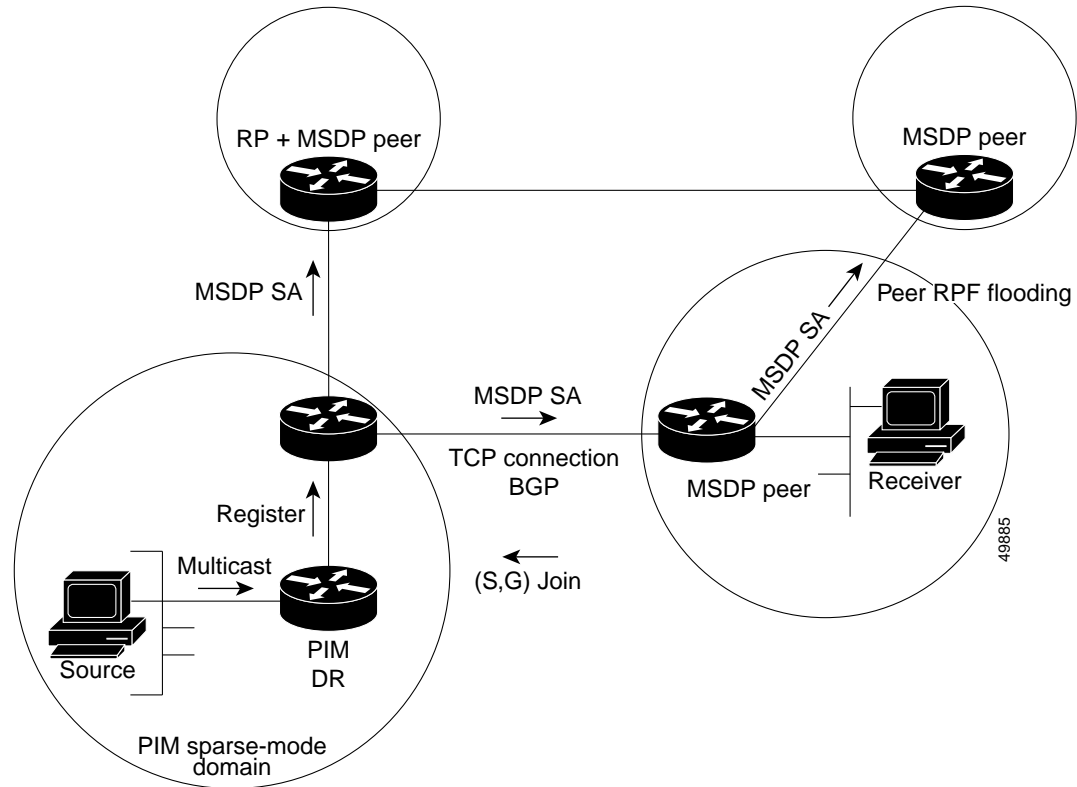 RP + MSDP peer
MSDP peer
MSDP SA
Peer RPF flooding
MSDP SA
MSDP SA
TCP connection
BGP
MSDP peer
Receiver
Register
49885
Multicast
(S,G) Join
Source
PIM
DR
PIM sparse-mode
domain